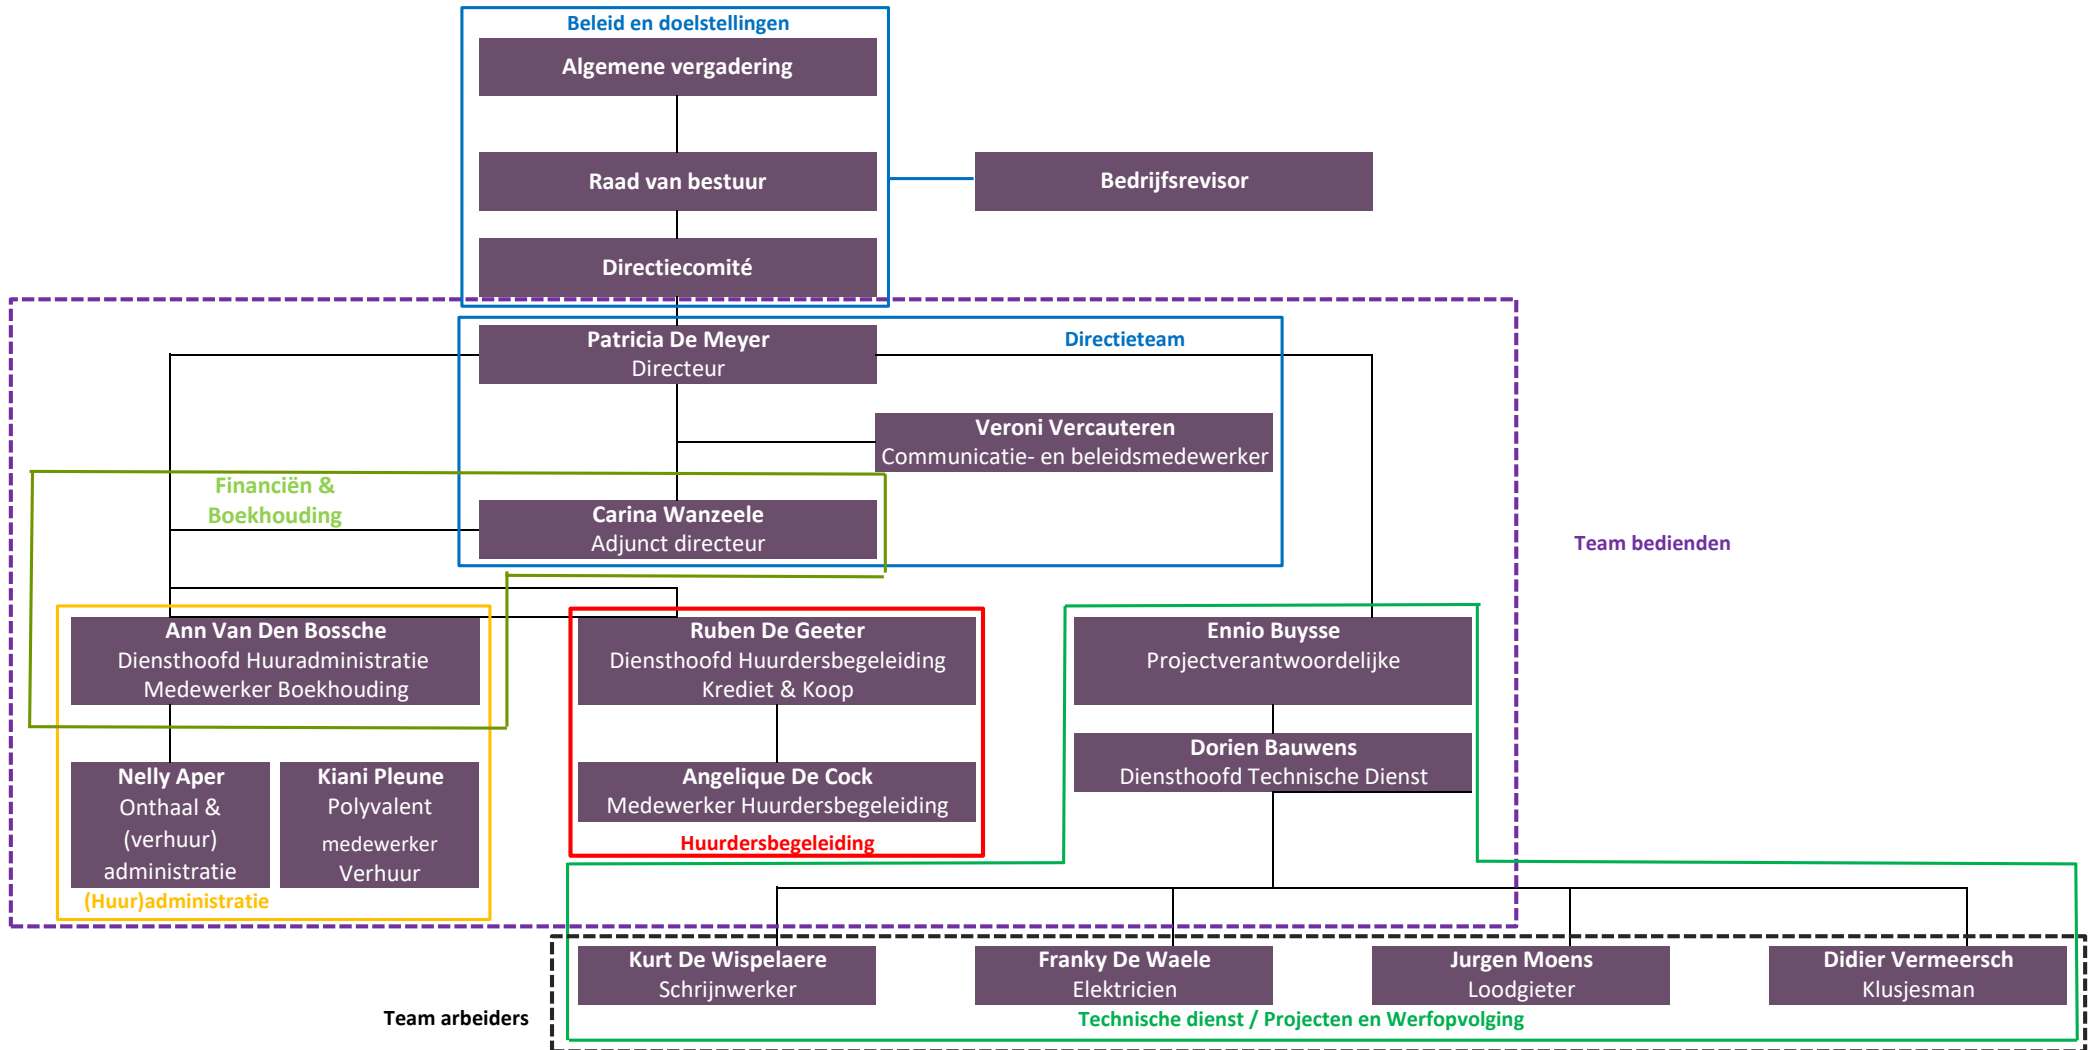 Beleid en doelstellingen
Algemene vergadering
Raad van bestuur
Bedrijfsrevisor
Directiecomité
Patricia De Meyer
Directeur
Directieteam
Veroni Vercauteren
Communicatie- en beleidsmedewerker
Financiën &
Boekhouding
Carina Wanzeele
Adjunct directeur
Team bedienden
Ann Van Den Bossche
Diensthoofd Huuradministratie
Medewerker Boekhouding
Ruben De Geeter
Diensthoofd Huurdersbegeleiding
Krediet & Koop
Ennio Buysse
Projectverantwoordelijke
Dorien Bauwens
Diensthoofd Technische Dienst
Nelly Aper
Onthaal &
(verhuur)
administratie
Kiani Pleune
Polyvalent
medewerker
Verhuur
Angelique De Cock
Medewerker Huurdersbegeleiding
Huurdersbegeleiding
(Huur)administratie
Kurt De Wispelaere
Schrijnwerker
Franky De Waele
Elektricien
Jurgen Moens
Loodgieter
Didier Vermeersch
Klusjesman
Team arbeiders
Technische dienst / Projecten en Werfopvolging